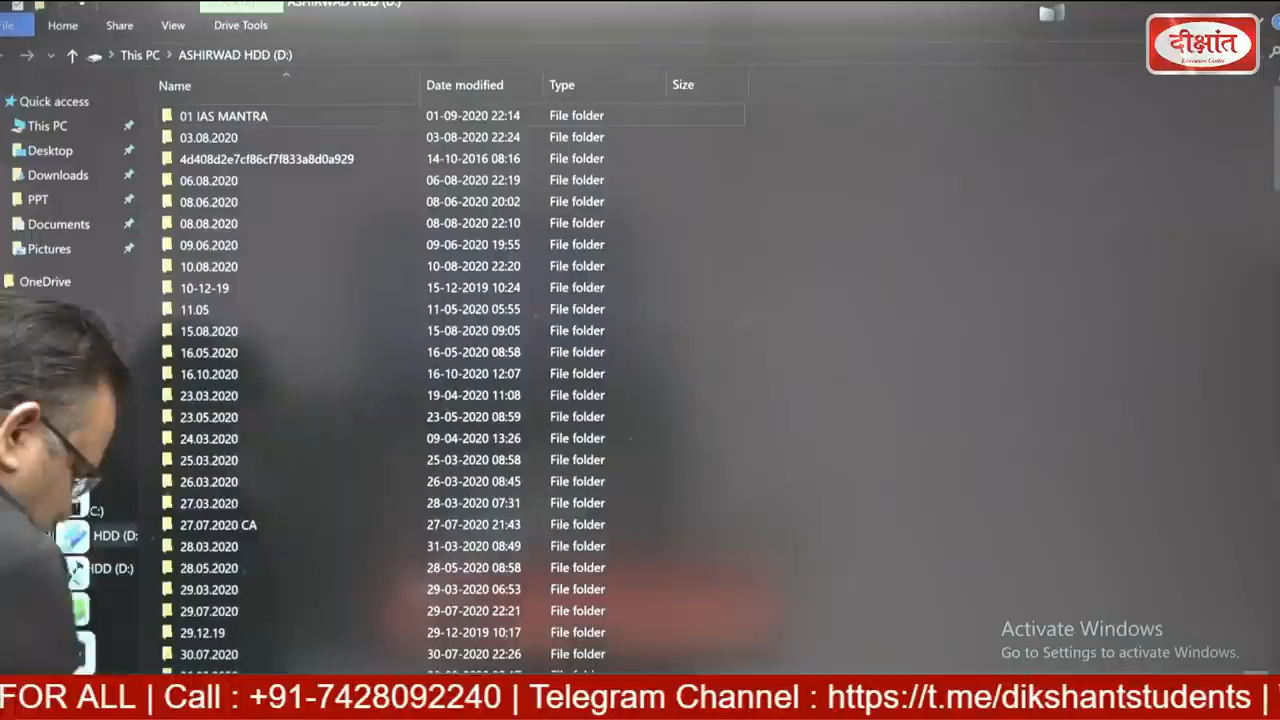 ASHIRWAD HDD (D:)
File
Home
Share
View
Drive Tools
This PC
ASHIRWAD HDD (D:)
दीक्षांत
Education Centre
Name
Date modified
Type
Size
Quick access
This PC
Desktop
Downloads
PPT
Documents
Pictures
OneDrive
C:)
HDD (D:
HDD (D:)
01 IAS MANTRA 01-09-2020 22:14 File folder
03.08.2020 03-08-2020 22:24 File folder
4d408d2e7cf86cf7f833a8d0a929 14-10-2016 08:16 File folder
06.08.2020 06-08-2020 22:19 File folder
08.06.2020 08-06-2020 20:02 File folder
08.08.2020 08-08-2020 22:10 File folder
09.06.2020 09-06-2020 19:55 File folder
10.08.2020 10-08-2020 22:20 File folder
10-12-19 15-12-2019 10:24 File folder
11.05 11-05-2020 05:55 File folder
15.08.2020 15-08-2020 09:05 File folder
16.05.2020 16-05-2020 08:58 File folder
16.10.2020 16-10-2020 12:07 File folder
23.03.2020 19-04-2020 11:08 File folder
23.05.2020 23-05-2020 08:59 File folder
24.03.2020 09-04-2020 13:26 File folder
25.03.2020 25-03-2020 08:58 File folder
26.03.2020 26-03-2020 08:45 File folder
27.03.2020 28-03-2020 07:31 File folder
27.07.2020 CA 27-07-2020 21:43 File folder
28.03.2020 31-03-2020 08:49 File folder
28.05.2020 28-05-2020 08:58 File folder
29.03.2020 29-03-2020 06:53 File folder
29.07.2020 29-07-2020 22:21 File folder
29.12.19 29-12-2019 10:17 File folder
30.07.2020 30-07-2020 22:26 File folder
Activate Windows
Go to Settings to activate Windows.
FOR ALL | Call : +91-7428092240 | Telegram Channel : https://t.me/dikshantstudents |